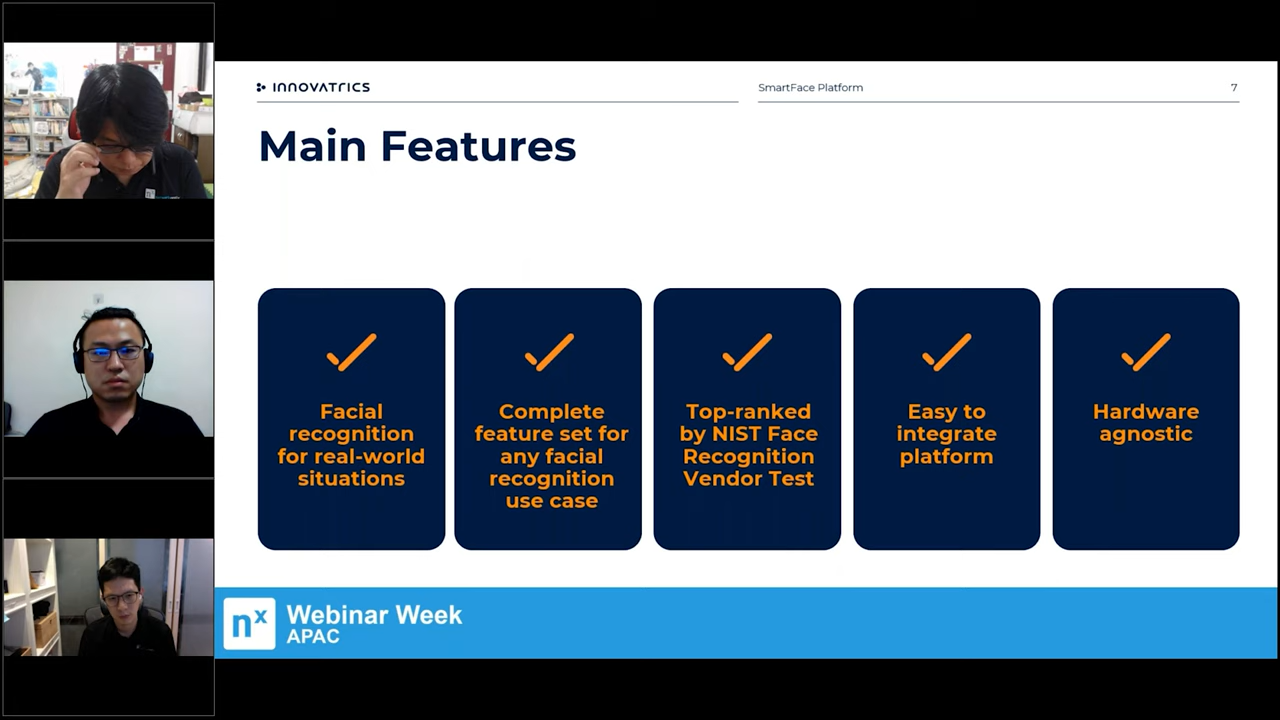 INNOVATRICS
SmartFace Platform
7
Main Features
Facial
recognition
for real-world
situations
Complete
feature set for
any facial
recognition
use case
Top-ranked
by NIST Face
Recognition
Vendor Test
Easy to
integrate
platform
Hardware
agnostic
nx
Webinar Week
APAC